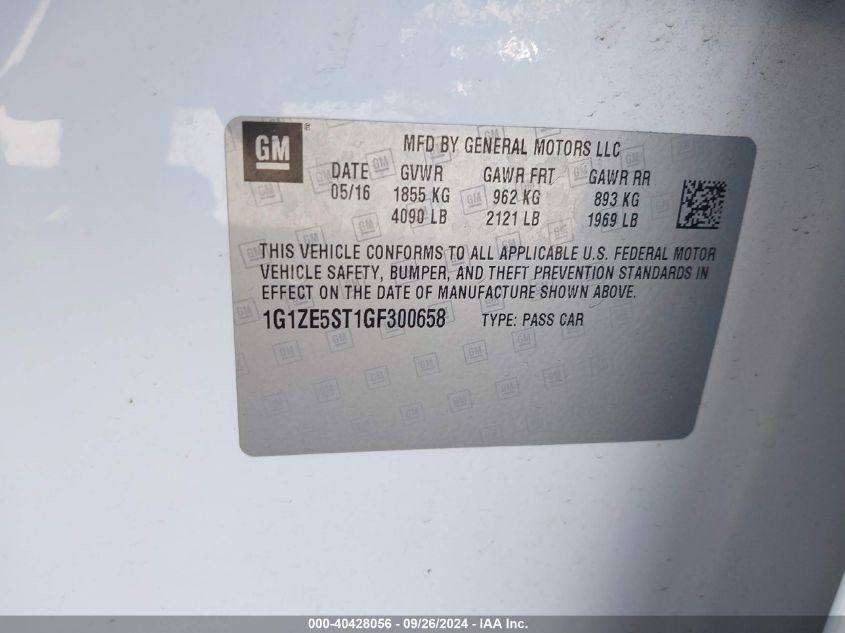 GM ®
MFD BY GENERAL MOTORS LLC
DATE GVWR GAWR FRT GAWR RR
05/16 1855 KG 962 KG 893 KG
4090 LB 2121 LB 1969 LB
THIS VEHICLE CONFORMS TO ALL APPLICABLE U.S. FEDERAL MOTOR
VEHICLE SAFETY, BUMPER, AND THEFT PREVENTION STANDARDS IN
EFFECT ON THE DATE OF MANUFACTURE SHOWN ABOVE.
1G1ZE5ST1GF300658 TYPE: PASS CAR
000-40428056 - 09/26/2024 - IAA Inc.